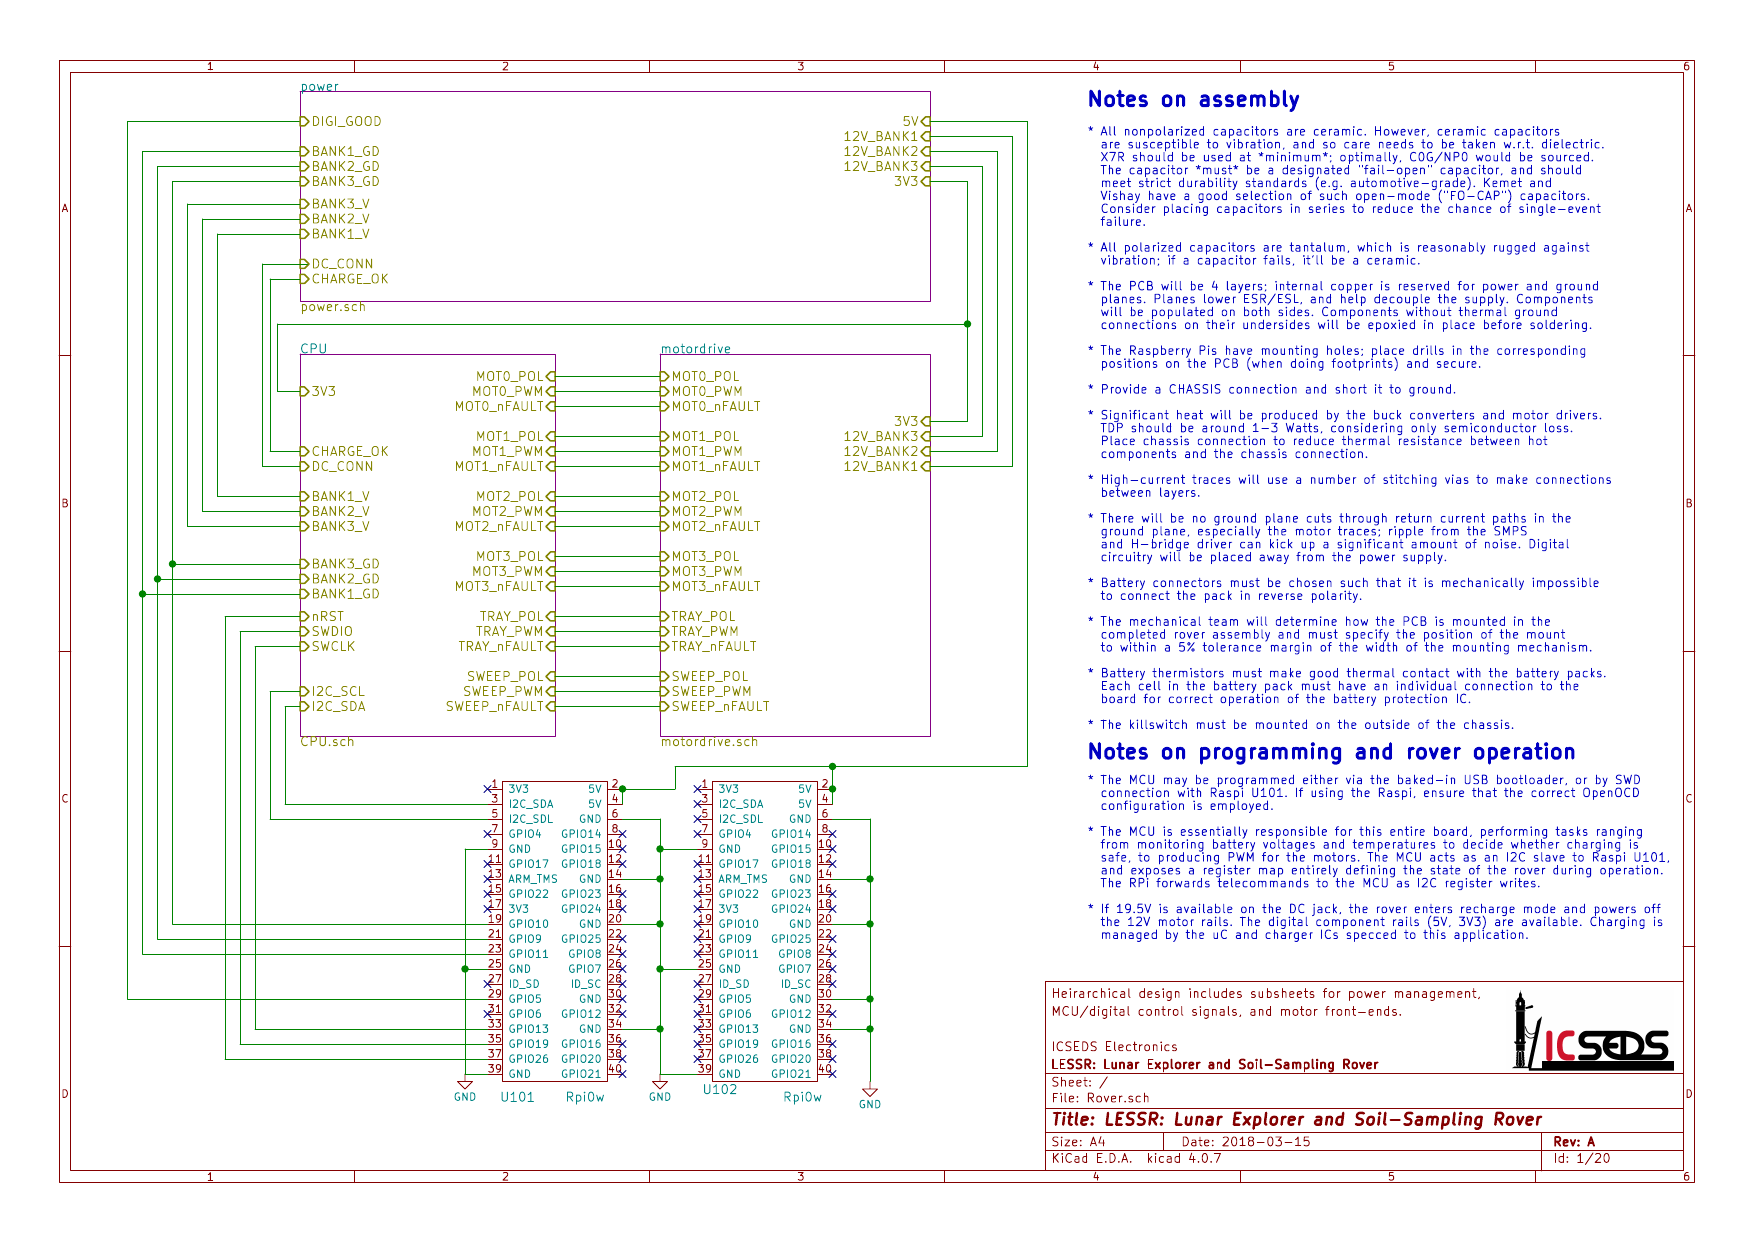 1 2 3 4 5 6
power
DIGI_GOOD
BANK1_GD
BANK2_GD
BANK3_GD
BANK3_V
BANK2_V
BANK1_V
DC_CONN
CHARGE_OK
5V
12V_BANK1
12V_BANK2
12V_BANK3
3V3
power.sch
CPU
3V3
CHARGE_OK
DC_CONN
BANK1_V
BANK2_V
BANK3_V
BANK3_GD
BANK2_GD
BANK1_GD
nRST
SWDIO
SWCLK
I2C_SCL
I2C_SDA
MOT0_POL
MOT0_PWM
MOT0_nFAULT
MOT1_POL
MOT1_PWM
MOT1_nFAULT
MOT2_POL
MOT2_PWM
MOT2_nFAULT
MOT3_POL
MOT3_PWM
MOT3_nFAULT
TRAY_POL
TRAY_PWM
TRAY_nFAULT
SWEEP_POL
SWEEP_PWM
SWEEP_nFAULT
CPU.sch
motordrive
MOT0_POL
MOT0_PWM
MOT0_nFAULT
MOT1_POL
MOT1_PWM
MOT1_nFAULT
MOT2_POL
MOT2_PWM
MOT2_nFAULT
MOT3_POL
MOT3_PWM
MOT3_nFAULT
TRAY_POL
TRAY_PWM
TRAY_nFAULT
SWEEP_POL
SWEEP_PWM
SWEEP_nFAULT
3V3
12V_BANK3
12V_BANK2
12V_BANK1
motordrive.sch
1 3V3 5V 2
3 I2C_SDA 5V 4
5 I2C_SDL GND 6
7 GPIO4 GPIO14 8
9 GND GPIO15 10
11 GPIO17 GPIO18 12
13 ARM_TMS GND 14
15 GPIO22 GPIO23 16
17 3V3 GPIO24 18
19 GPIO10 GND 20
21 GPIO9 GPIO25 22
23 GPIO11 GPIO8 24
25 GND GPIO7 26
27 ID_SD ID_SC 28
29 GPIO5 GND 30
31 GPIO6 GPIO12 32
33 GPIO13 GND 34
35 GPIO19 GPIO16 36
37 GPIO26 GPIO20 38
39 GND GPIO21 40
GND U101 Rpi0w GND
1 3V3 5V 2
3 I2C_SDA 5V 4
5 I2C_SDL GND 6
7 GPIO4 GPIO14 8
9 GND GPIO15 10
11 GPIO17 GPIO18 12
13 ARM_TMS GND 14
15 GPIO22 GPIO23 16
17 3V3 GPIO24 18
19 GPIO10 GND 20
21 GPIO9 GPIO25 22
23 GPIO11 GPIO8 24
25 GND GPIO7 26
27 ID_SD ID_SC 28
29 GPIO5 GND 30
31 GPIO6 GPIO12 32
33 GPIO13 GND 34
35 GPIO19 GPIO16 36
37 GPIO26 GPIO20 38
39 GND GPIO21 40
U102 Rpi0w GND
Notes on assembly
* All nonpolarized capacitors are ceramic. However, ceramic capacitors
are susceptible to vibration, and so care needs to be taken w.r.t. dielectric.
X7R should be used at *minimum*; optimally, C0G/NP0 would be sourced.
The capacitor *must* be a designated "fail-open" capacitor, and should
meet strict durability standards (e.g. automotive-grade). Kemet and
Vishay have a good selection of such open-mode ("FO-CAP") capacitors.
Consider placing capacitors in series to reduce the chance of single-event
failure.
* All polarized capacitors are tantalum, which is reasonably rugged against
vibration; if a capacitor fails, it'll be a ceramic.
* The PCB will be 4 layers; internal copper is reserved for power and ground
planes. Planes lower ESR/ESL, and help decouple the supply. Components
will be populated on both sides. Components without thermal ground
connections on their undersides will be epoxied in place before soldering.
* The Raspberry Pis have mounting holes; place drills in the corresponding
positions on the PCB (when doing footprints) and secure.
* Provide a CHASSIS connection and short it to ground.
* Significant heat will be produced by the buck converters and motor drivers.
TDP should be around 1-3 Watts, considering only semiconductor loss.
Place chassis connection to reduce thermal resistance between hot
components and the chassis connection.
* High-current traces will use a number of stitching vias to make connections
between layers.
* There will be no ground plane cuts through return current paths in the
ground plane, especially the motor traces; ripple from the SMPS
and H-bridge driver can kick up a significant amount of noise. Digital
circuitry will be placed away from the power supply.
* Battery connectors must be chosen such that it is mechanically impossible
to connect the pack in reverse polarity.
* The mechanical team will determine how the PCB is mounted in the
completed rover assembly and must specify the position of the mount
to within a 5% tolerance margin of the width of the mounting mechanism.
* Battery thermistors must make good thermal contact with the battery packs.
Each cell in the battery pack must have an individual connection to the
board for correct operation of the battery protection IC.
* The killswitch must be mounted on the outside of the chassis.
Notes on programming and rover operation
* The MCU may be programmed either via the baked-in USB bootloader, or by SWD
connection with Raspi U101. If using the Raspi, ensure that the correct OpenOCD
configuration is employed.
* The MCU is essentially responsible for this entire board, performing tasks ranging
from monitoring battery voltages and temperatures to decide whether charging is
safe, to producing PWM for the motors. The MCU acts as an I2C slave to Raspi U101,
and exposes a register map entirely defining the state of the rover during operation.
The RPi forwards telecommands to the MCU as I2C register writes.
* If 19.5V is available on the DC jack, the rover enters recharge mode and powers off
the 12V motor rails. The digital component rails (5V, 3V3) are available. Charging is
managed by the uC and charger ICs specced to this application.
Heirarchical design includes subsheets for power management,
MCU/digital control signals, and motor front-ends.
ICSEDS
ICSEDS Electronics
LESSR: Lunar Explorer and Soil-Sampling Rover
Sheet: /
File: Rover.sch
Title: LESSR: Lunar Explorer and Soil-Sampling Rover
Size: A4 Date: 2018-03-15 Rev: A
KiCad E.D.A. kicad 4.0.7 Id: 1/20
A A
B B
C C
D D
1 2 3 4 5 6